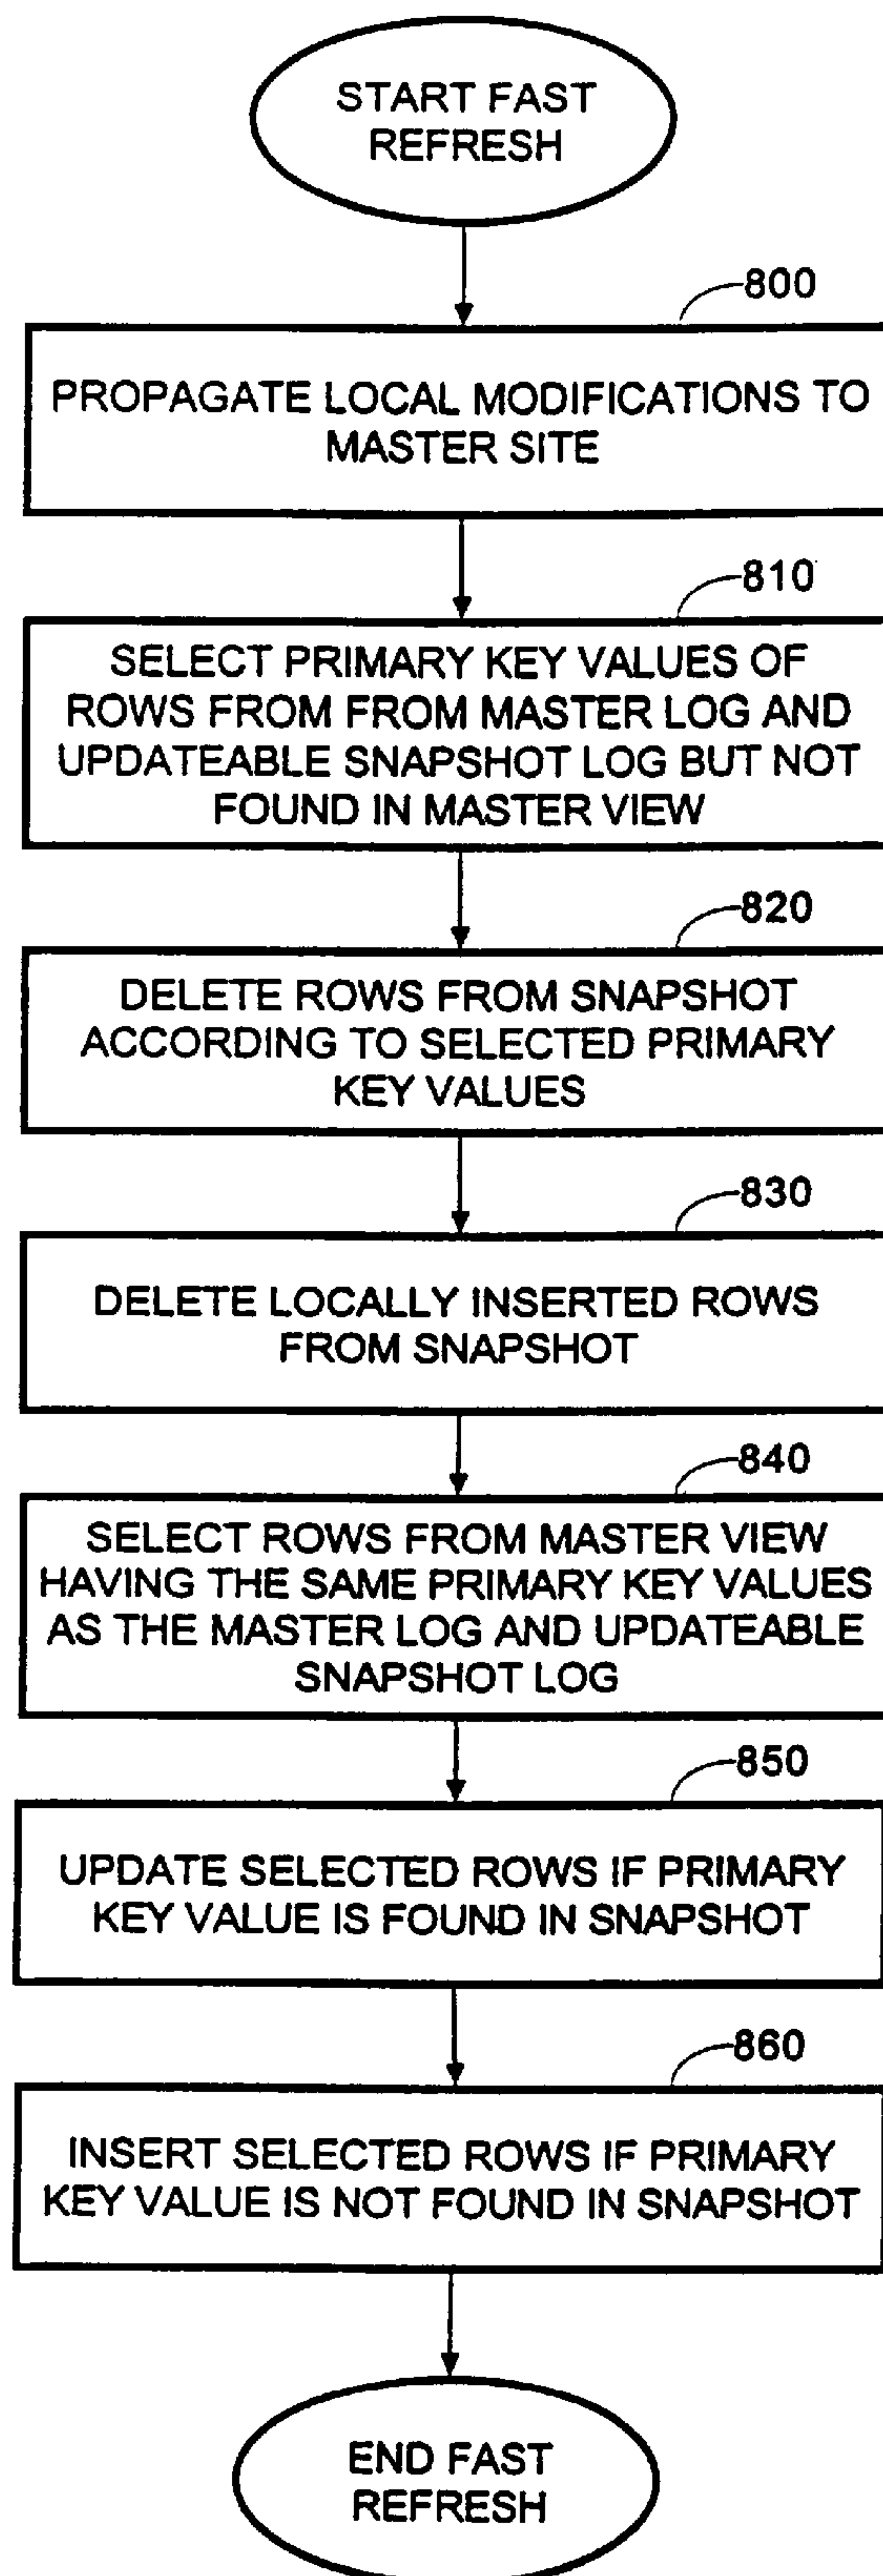 START FAST
REFRESH
800
PROPAGATE LOCAL MODIFICATIONS TO
MASTER SITE
810
SELECT PRIMARY KEY VALUES OF
ROWS FROM FROM MASTER LOG AND
UPDATEABLE SNAPSHOT LOG BUT NOT
FOUND IN MASTER VIEW
820
DELETE ROWS FROM SNAPSHOT
ACCORDING TO SELECTED PRIMARY
KEY VALUES
830
DELETE LOCALLY INSERTED ROWS
FROM SNAPSHOT
840
SELECT ROWS FROM MASTER VIEW
HAVING THE SAME PRIMARY KEY VALUES
AS THE MASTER LOG AND UPDATEABLE
SNAPSHOT LOG
850
UPDATE SELECTED ROWS IF PRIMARY
KEY VALUE IS FOUND IN SNAPSHOT
860
INSERT SELECTED ROWS IF PRIMARY
KEY VALUE IS NOT FOUND IN SNAPSHOT
END FAST
REFRESH